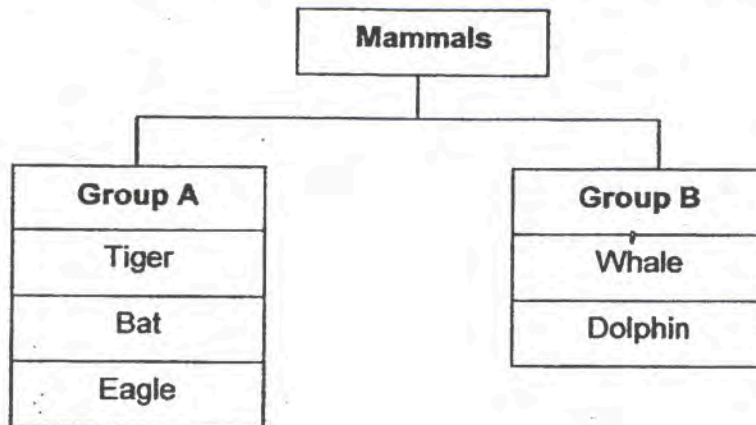 Mammals
Group A
Tiger
Bat
Eagle
Group B
Whale
Dolphin